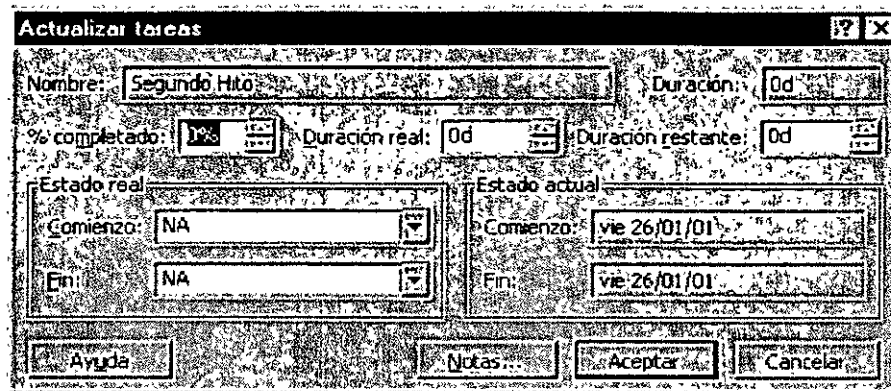 Actualizar tareas
Nombre: Segundo Hito Duración: 0d
% completado: 0% Duración real: 0d Duración restante: 0d
Estado real Estado actual
Comienzo: NA Comienzo: vie 26/01/01
Fin: NA Fin: vie 26/01/01
Ayuda Notas... Aceptar Cancelar